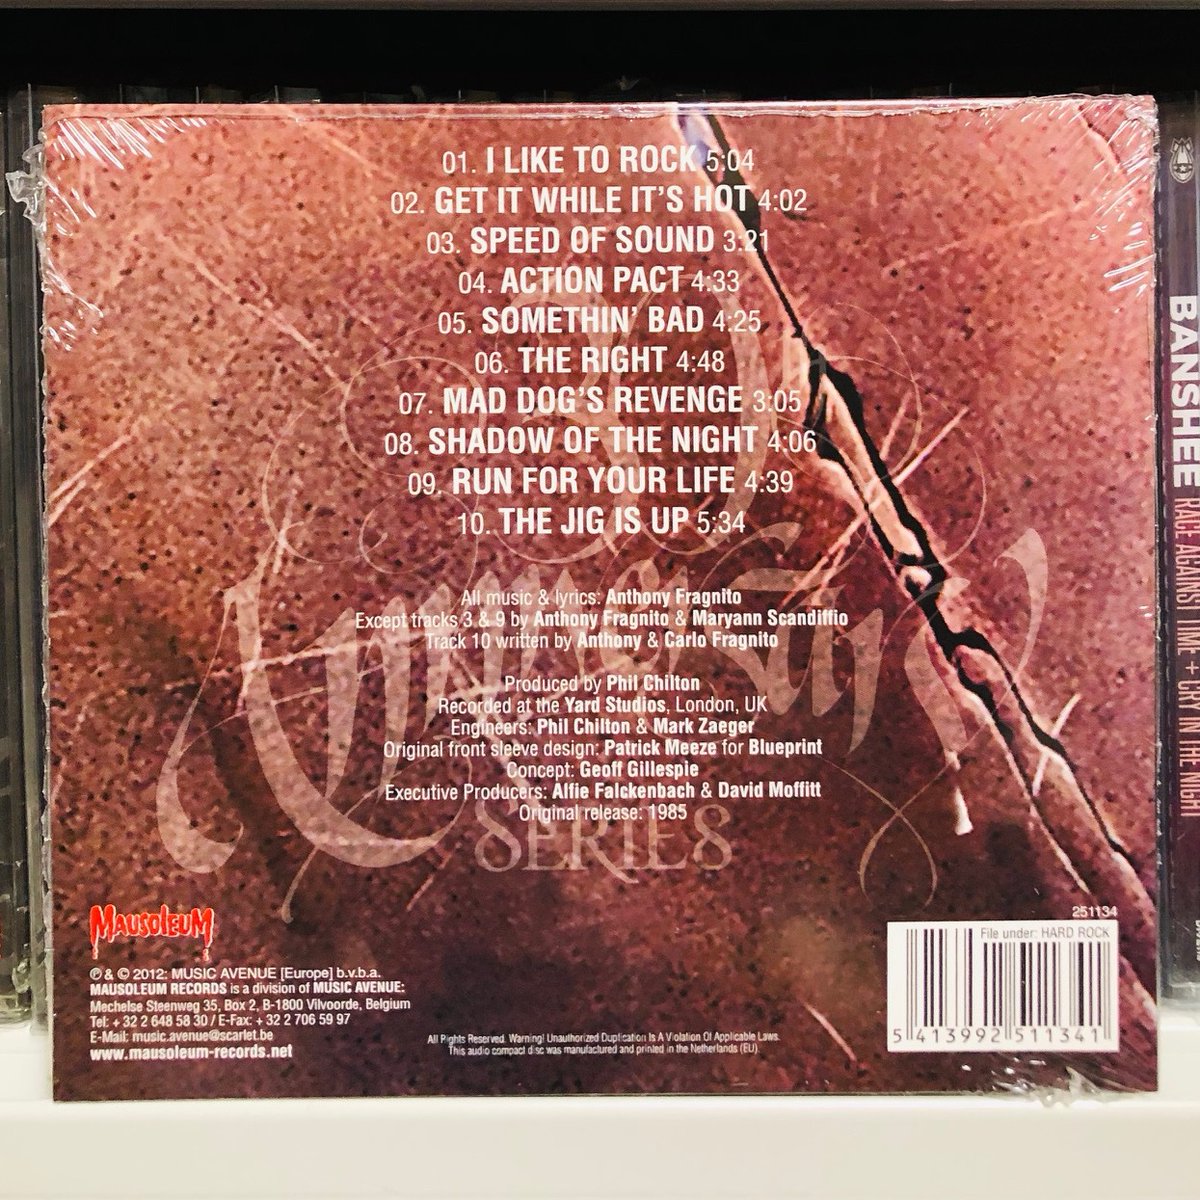 01. I LIKE TO ROCK 5:04
02. GET IT WHILE IT'S HOT 4:02
03. SPEED OF SOUND 3:21
04. ACTION PACT 4:33
05. SOMETHIN' BAD 4:25
06. THE RIGHT 4:48
07. MAD DOG'S REVENGE 3:05
08. SHADOW OF THE NIGHT 4:06
09. RUN FOR YOUR LIFE 4:39
10. THE JIG IS UP 5:34
30
Anniversary
SERIES
All music & lyrics: Anthony Fragnito
Except tracks 3 & 9 by Anthony Fragnito & Maryann Scandiffio
Track 10 written by Anthony & Carlo Fragnito
Produced by Phil Chilton
Recorded at the Yard Studios, London, UK
Engineers: Phil Chilton & Mark Zaeger
Original front sleeve design: Patrick Meeze for Blueprint
Concept: Geoff Gillespie
Executive Producers: Alfie Falckenbach & David Moffitt
Original release: 1985
MAUSOLEUM
℗ & © 2012: MUSIC AVENUE [Europe] b.v.b.a.
MAUSOLEUM RECORDS is a division of MUSIC AVENUE:
Mechelse Steenweg 35, Box 2, B-1800 Vilvoorde, Belgium
Tel: + 32 2 648 58 30 / E-Fax: + 32 2 706 59 97
E-Mail: music.avenue@scarlet.be
www.mausoleum-records.net
All Rights Reserved. Warning! Unauthorized Duplication Is A Violation Of Applicable Laws.
This audio compact disc was manufactured and printed in the Netherlands (EU).
251134
File under: HARD ROCK
5 413992 511341
BANSHEE RACE AGAINST TIME + CRY IN THE NIGHT